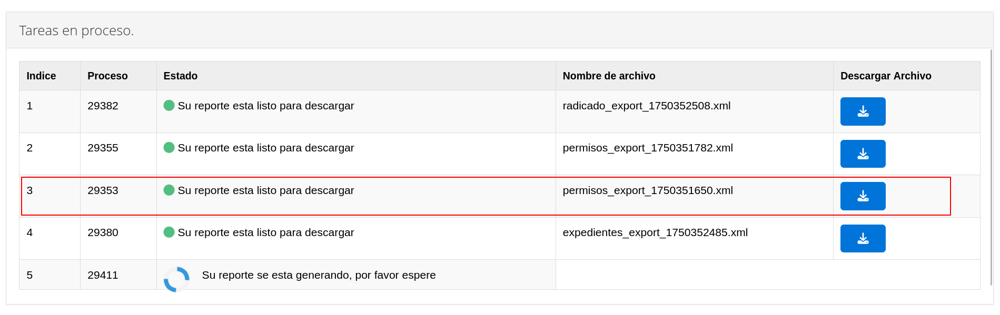 Tareas en proceso.
Indice Proceso Estado Nombre de archivo Descargar Archivo
1 29382 Su reporte esta listo para descargar radicado_export_1750352508.xml
2 29355 Su reporte esta listo para descargar permisos_export_1750351782.xml
3 29353 Su reporte esta listo para descargar permisos_export_1750351650.xml
4 29380 Su reporte esta listo para descargar expedientes_export_1750352485.xml
5 29411 Su reporte se esta generando, por favor espere